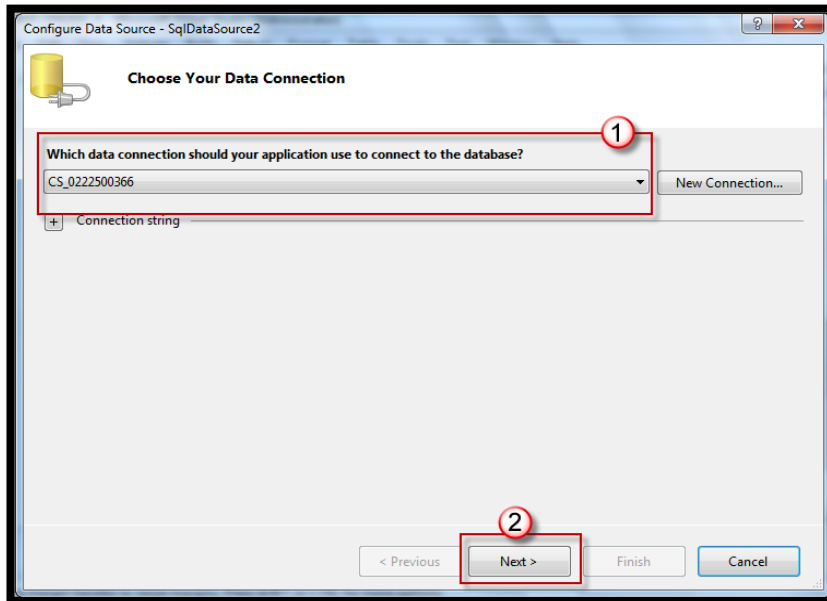 Configure Data Source - SqlDataSource2
Choose Your Data Connection
1
Which data connection should your application use to connect to the database?
CS_0222500366
New Connection...
+ Connection string
2
< Previous
Next >
Finish
Cancel